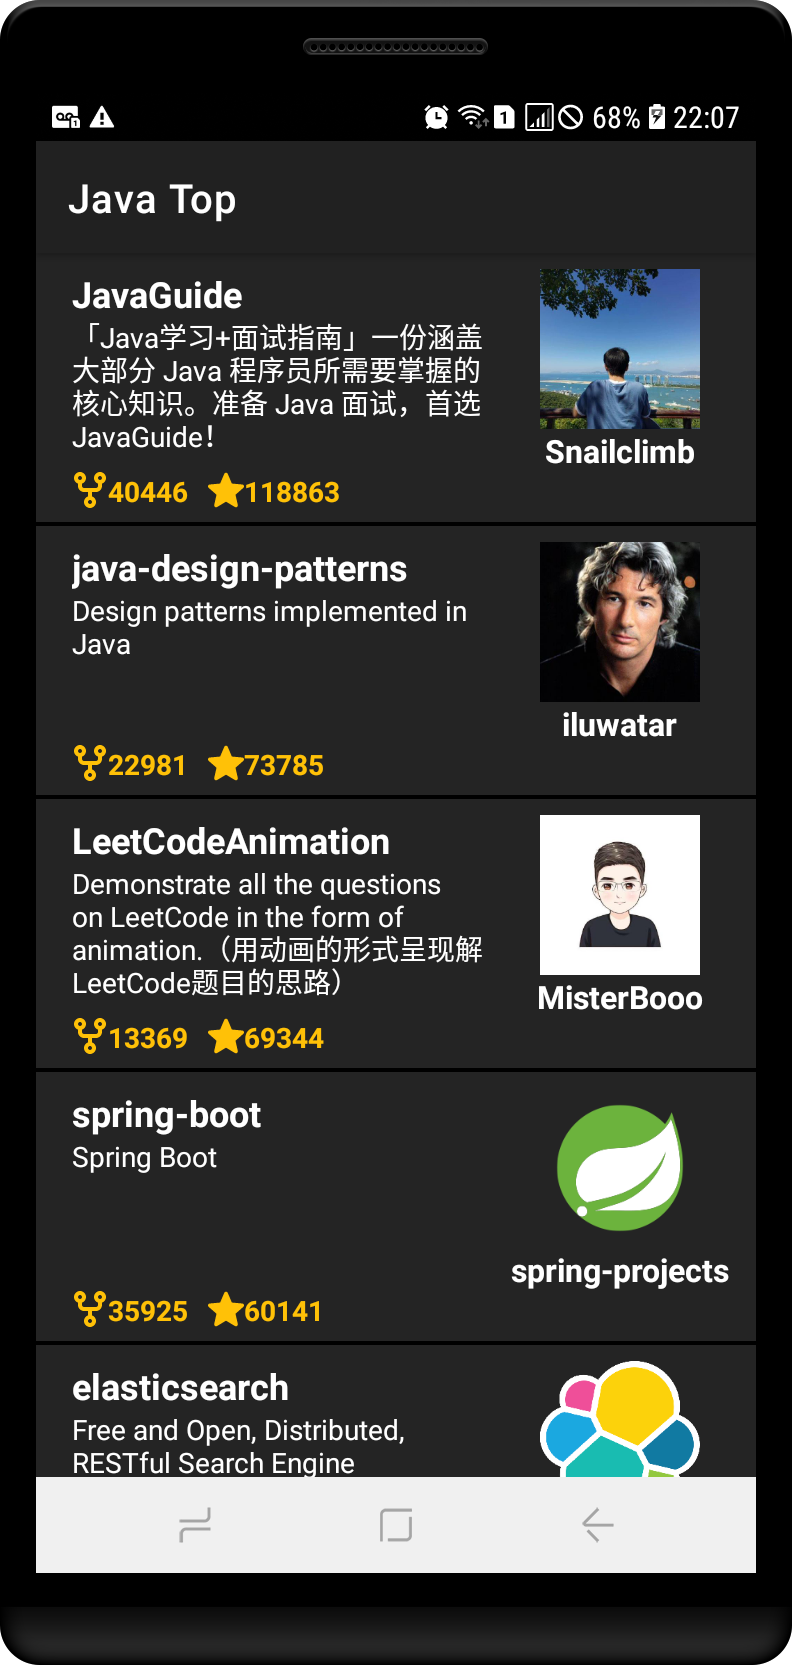 68% 22:07
Java Top
JavaGuide
「Java学习+面试指南」一份涵盖
大部分 Java 程序员所需要掌握的
核心知识。准备 Java 面试，首选
JavaGuide！
40446 118863
Snailclimb
java-design-patterns
Design patterns implemented in
Java
22981 73785
iluwatar
LeetCodeAnimation
Demonstrate all the questions
on LeetCode in the form of
animation.（用动画的形式呈现解
LeetCode题目的思路）
13369 69344
MisterBooo
spring-boot
Spring Boot
35925 60141
spring-projects
elasticsearch
Free and Open, Distributed,
RESTful Search Engine